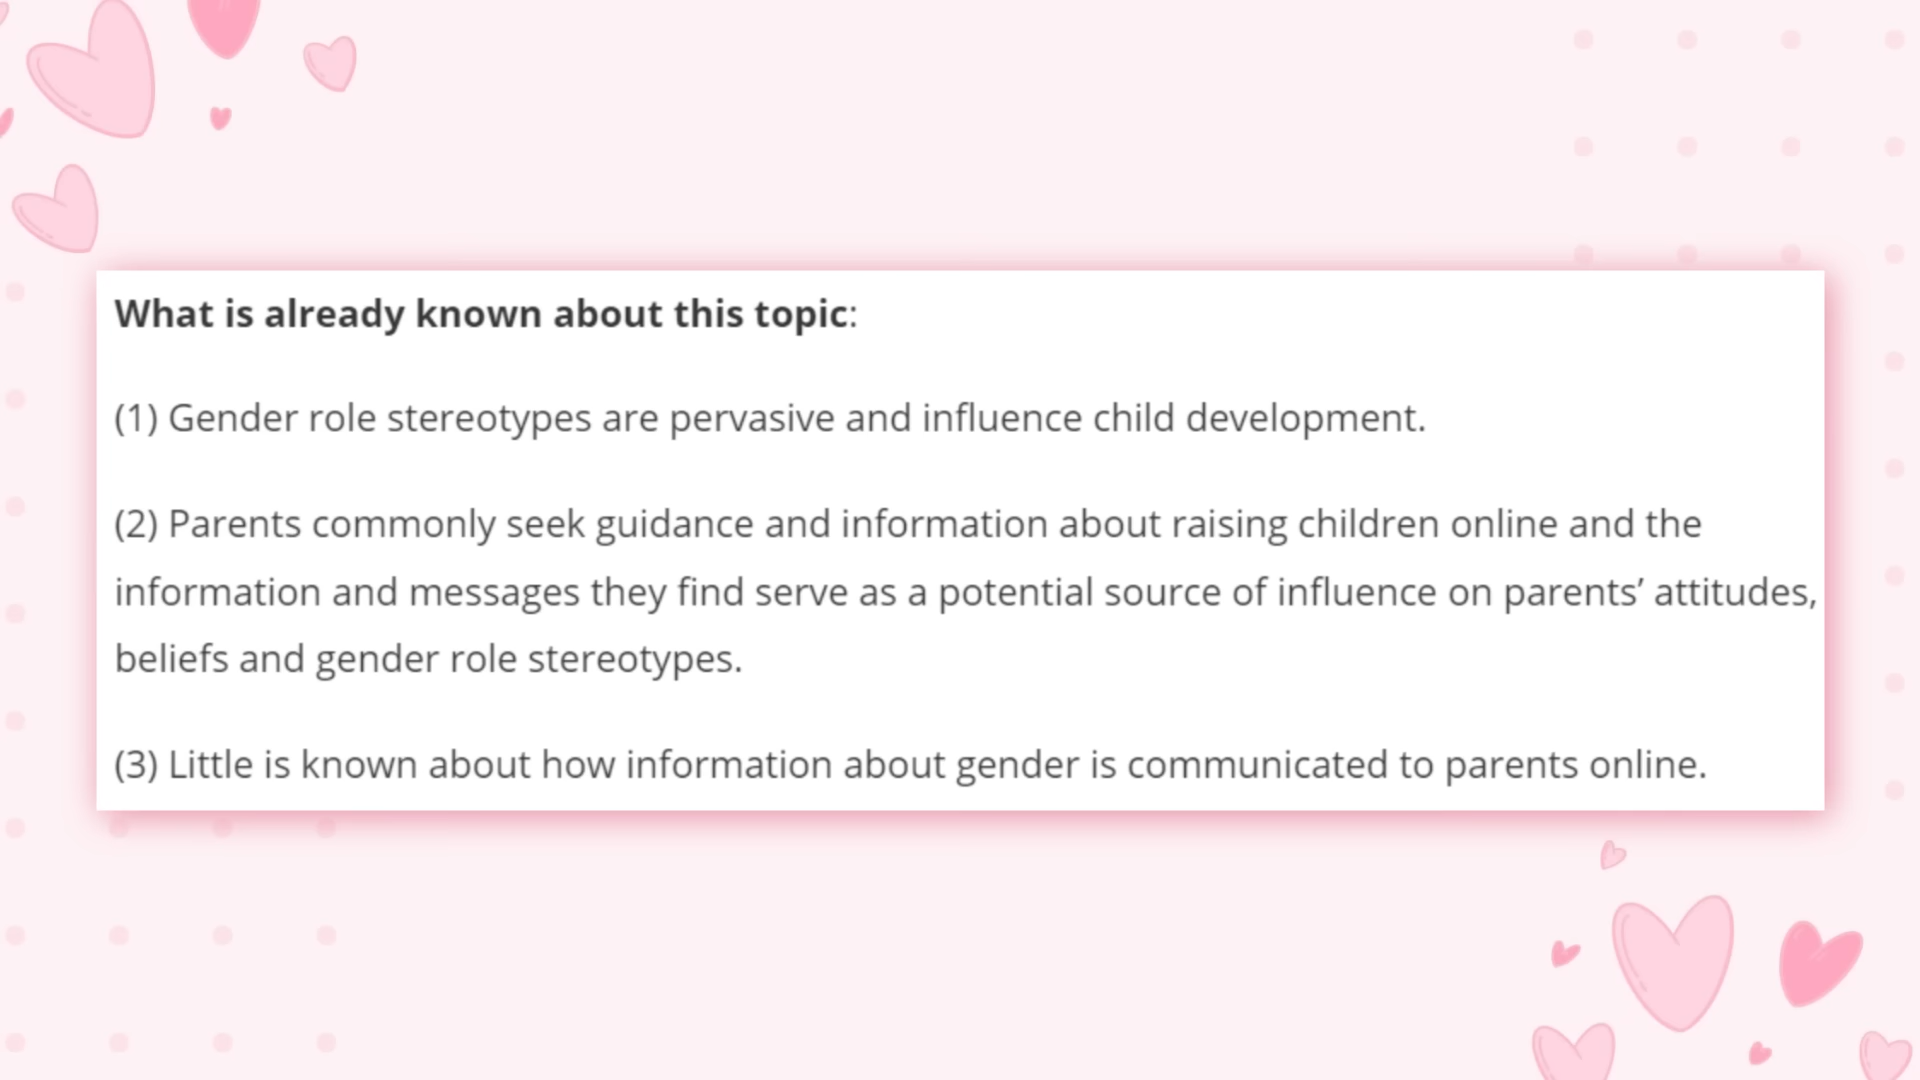 What is already known about this topic:
(1) Gender role stereotypes are pervasive and influence child development.
(2) Parents commonly seek guidance and information about raising children online and the
information and messages they find serve as a potential source of influence on parents’ attitudes,
beliefs and gender role stereotypes.
(3) Little is known about how information about gender is communicated to parents online.